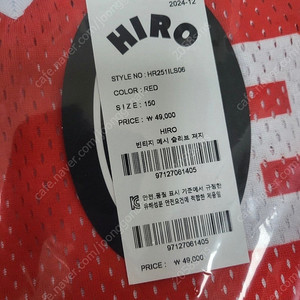 2024-12
HIRO
STYLE NO : HR251ILS06
COLOR : RED
SIZE : 150
PRICE : ₩ 49,000
HIRO
빈티지 메쉬 슬리브 져지
97127061405
안전·품질 표시 기준에서 규정한
유해성분 안전요건에 적합한 제품임
97127061405
PRICE : ₩ 49,000